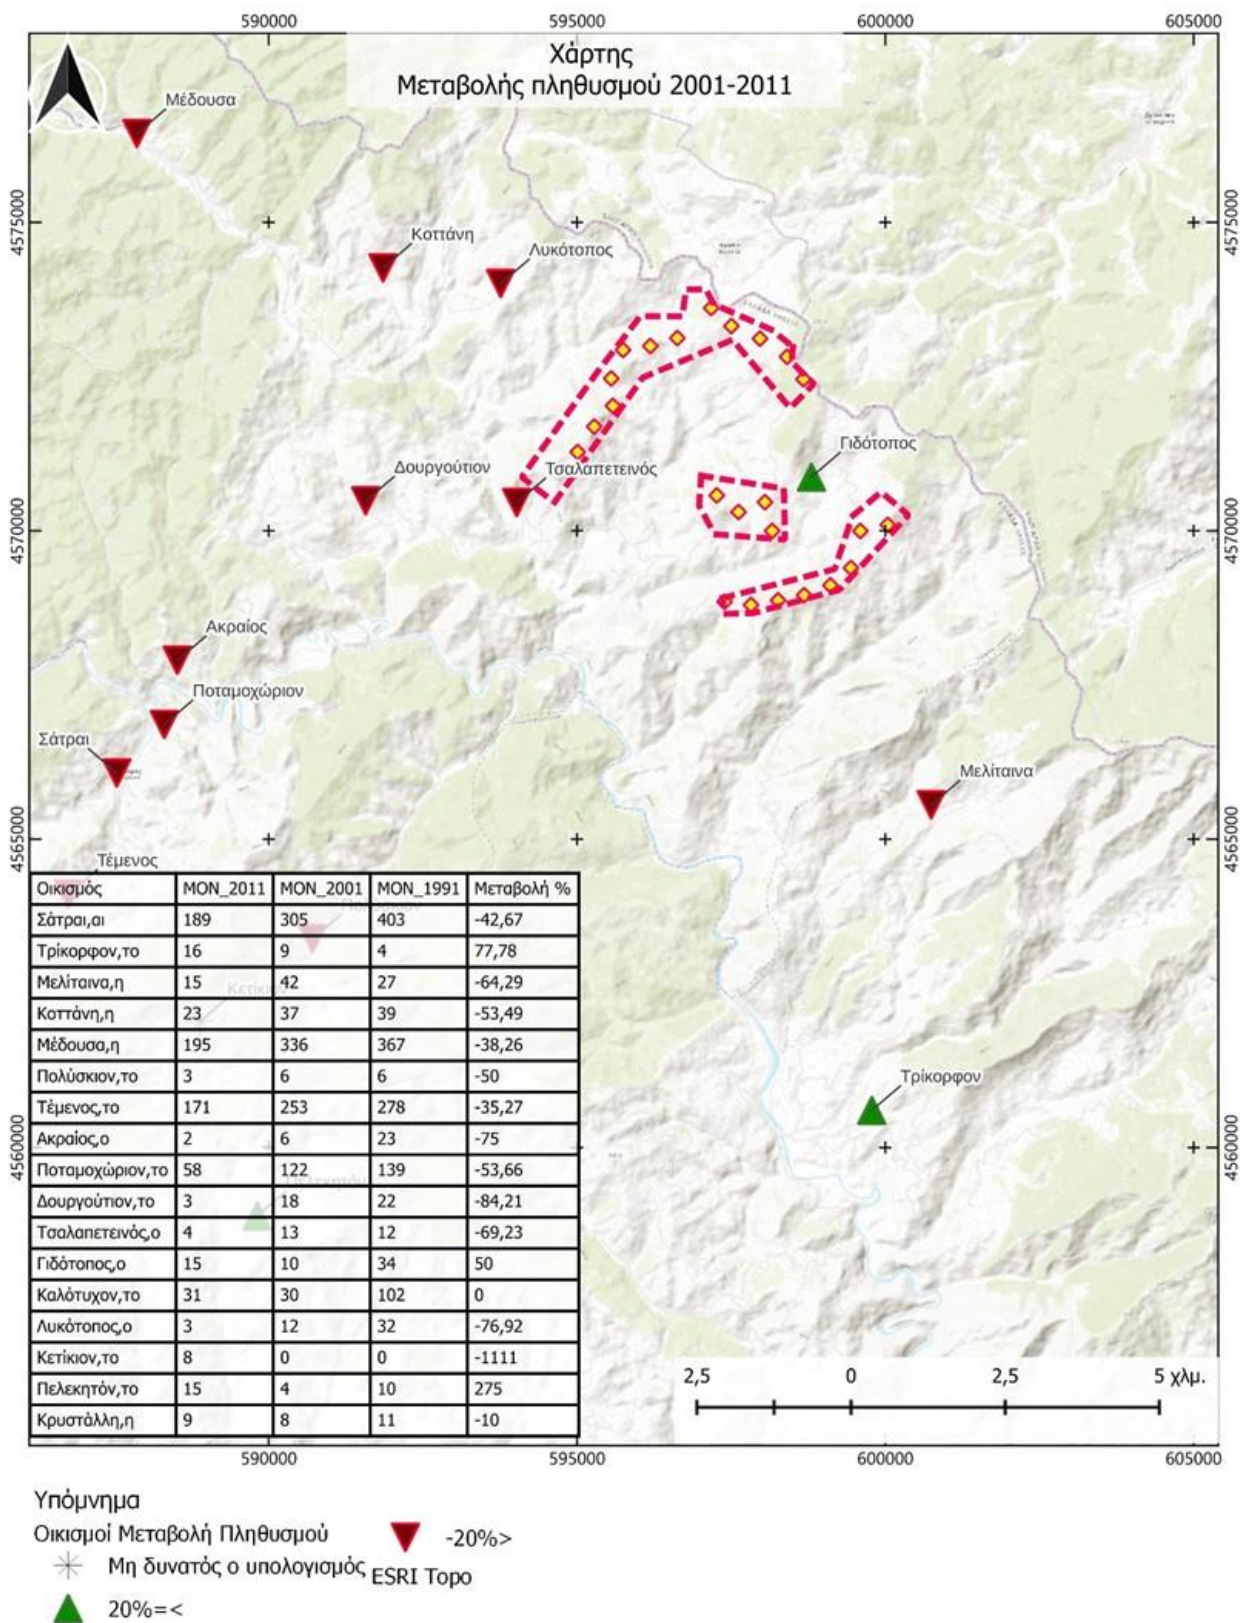 590000 595000 600000 605000
Χάρτης
Μεταβολής πληθυσμού 2001-2011
Μέδουσα
4575000 4575000
Κοττάνη
Λυκότοπος
Γιδότοπος
Δουργούτιον
Τσαλαπετεινός
4570000 4570000
Ακραίος
Ποταμοχώριον
Σάτραι
Μελίταινα
4565000 4565000
Τέμενος
Κετίκιον
Πελεκητόν
Τρίκορφον
4560000 4560000
Οικισμός MON_2011 MON_2001 MON_1991 Μεταβολή %
Σάτραι,αι 189 305 403 -42,67
Τρίκορφον,το 16 9 4 77,78
Μελίταινα,η 15 42 27 -64,29
Κοττάνη,η 23 37 39 -53,49
Μέδουσα,η 195 336 367 -38,26
Πολύσκιον,το 3 6 6 -50
Τέμενος,το 171 253 278 -35,27
Ακραίος,ο 2 6 23 -75
Ποταμοχώριον,το 58 122 139 -53,66
Δουργούτιον,το 3 18 22 -84,21
Τσαλαπετεινός,ο 4 13 12 -69,23
Γιδότοπος,ο 15 10 34 50
Καλότυχον,το 31 30 102 0
Λυκότοπος,ο 3 12 32 -76,92
Κετίκιον,το 8 0 0 -1111
Πελεκητόν,το 15 4 10 275
Κρυστάλλη,η 9 8 11 -10
2,5 0 2,5 5 χλμ.
590000 595000 600000 605000
Υπόμνημα
Οικισμοί Μεταβολή Πληθυσμού -20%>
Μη δυνατός ο υπολογισμός ESRI Topo
20%=<